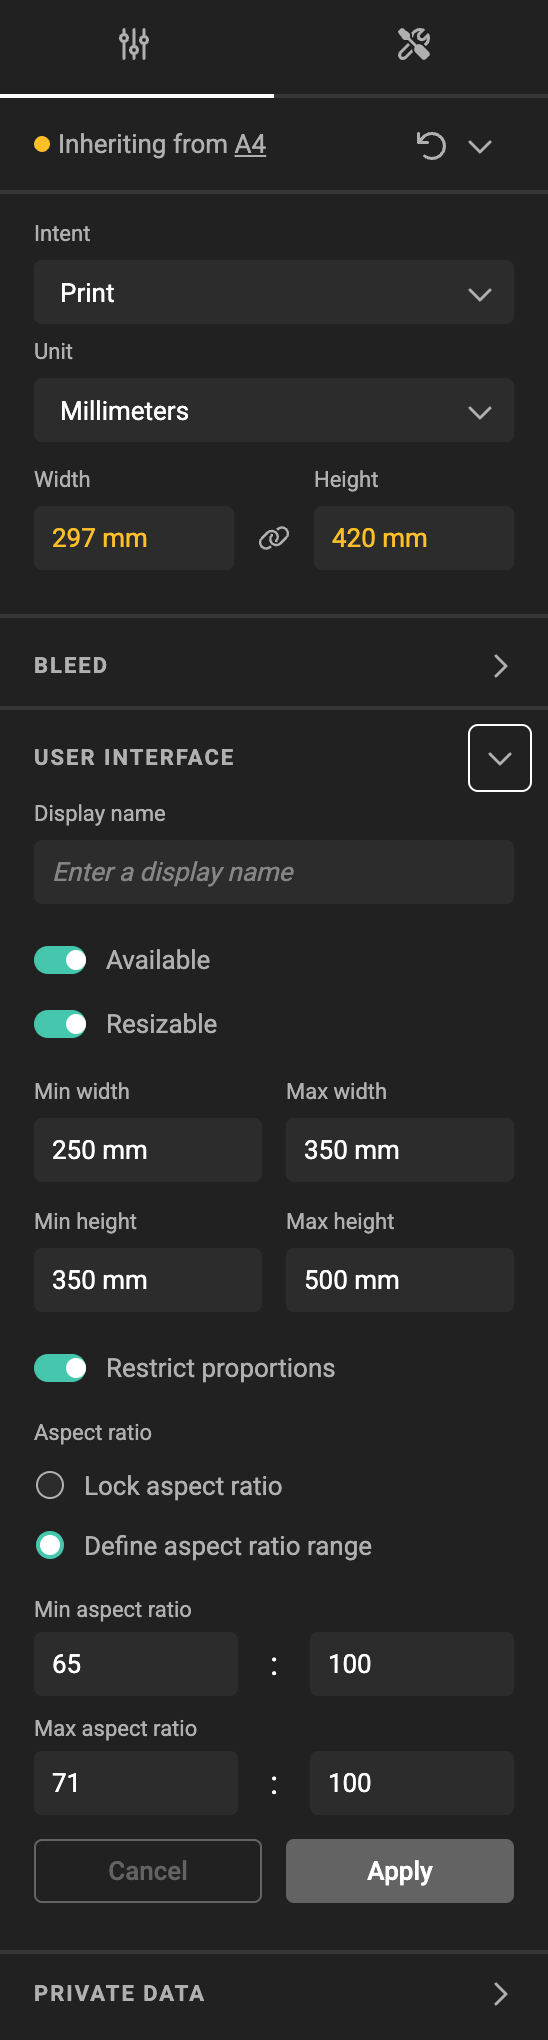 Inheriting from A4
Intent
Print
Unit
Millimeters
Width Height
297 mm 420 mm
BLEED
USER INTERFACE
Display name
Enter a display name
Available
Resizable
Min width Max width
250 mm 350 mm
Min height Max height
350 mm 500 mm
Restrict proportions
Aspect ratio
Lock aspect ratio
Define aspect ratio range
Min aspect ratio
65 : 100
Max aspect ratio
71 : 100
Cancel Apply
PRIVATE DATA